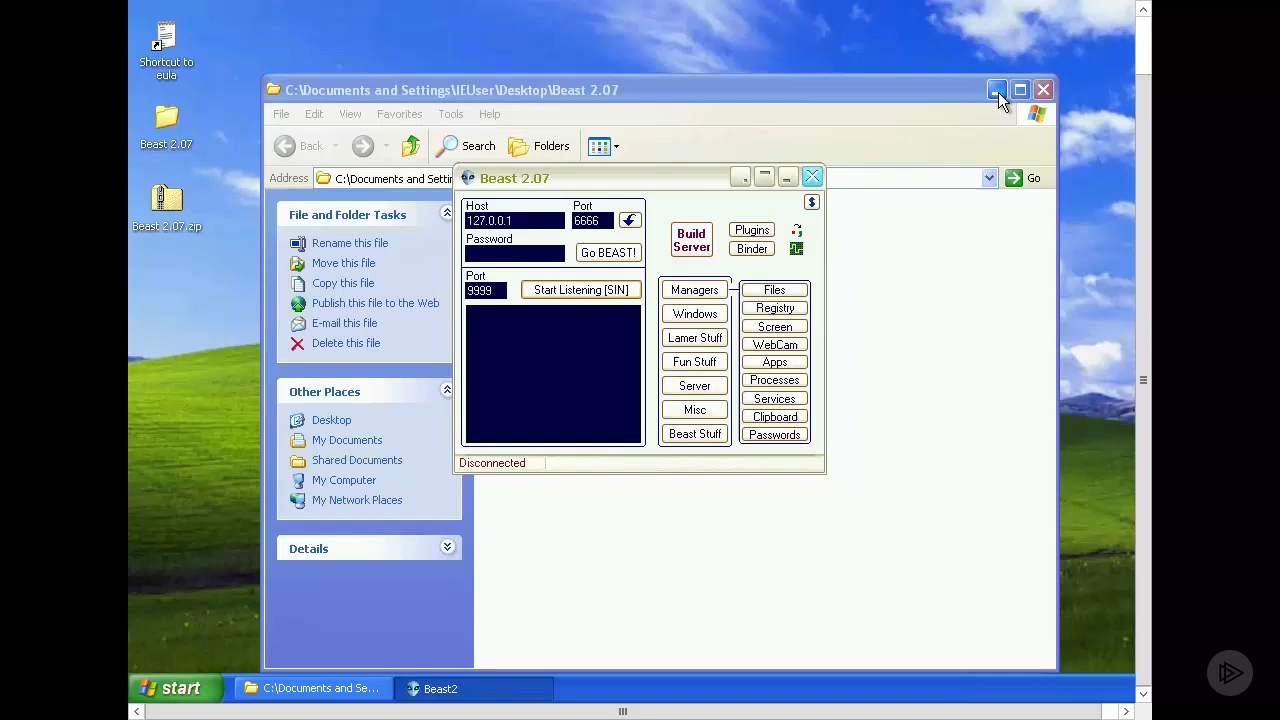 Shortcut to
eula
Beast 2.07
Beast 2.07.zip
C:\Documents and Settings\IEUser\Desktop\Beast 2.07
File Edit View Favorites Tools Help
Back Search Folders
Address C:\Documents and Settin Go
File and Folder Tasks
Rename this file
Move this file
Copy this file
Publish this file to the Web
E-mail this file
Delete this file
Other Places
Desktop
My Documents
Shared Documents
My Computer
My Network Places
Details
Beast 2.07
Host Port
127.0.0.1 6666
Password
Go BEAST!
Port
9999 Start Listening [SIN]
Build
Server
Plugins
Binder
Managers
Windows
Lamer Stuff
Fun Stuff
Server
Misc
Beast Stuff
Files
Registry
Screen
WebCam
Apps
Processes
Services
Clipboard
Passwords
Disconnected
start C:\Documents and Se... Beast2